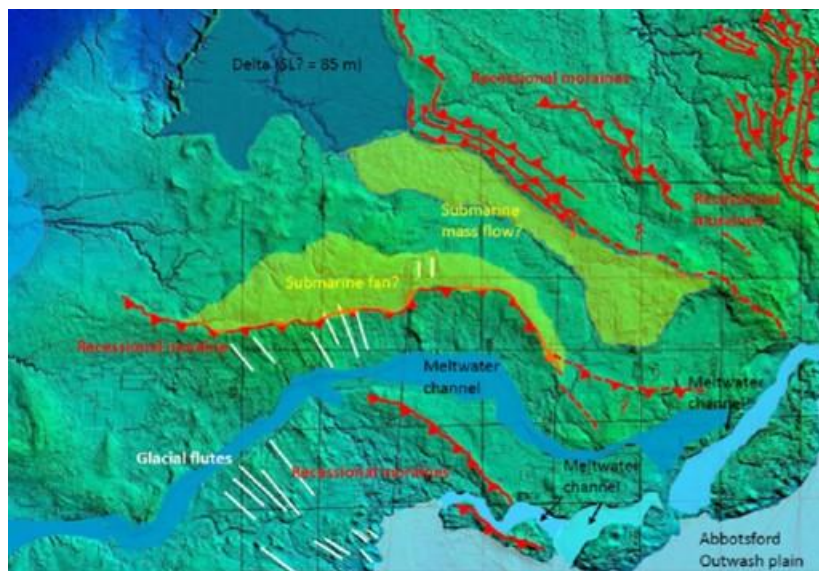 Delta (SL? = 85 m)
Recessional moraines
Recessional
moraines
Submarine
mass flow?
Submarine fan?
Recessional moraine
Meltwater
channel
Meltwater
channel
Glacial flutes
Recessional moraines
Meltwater
channel
Abbotsford
Outwash plain